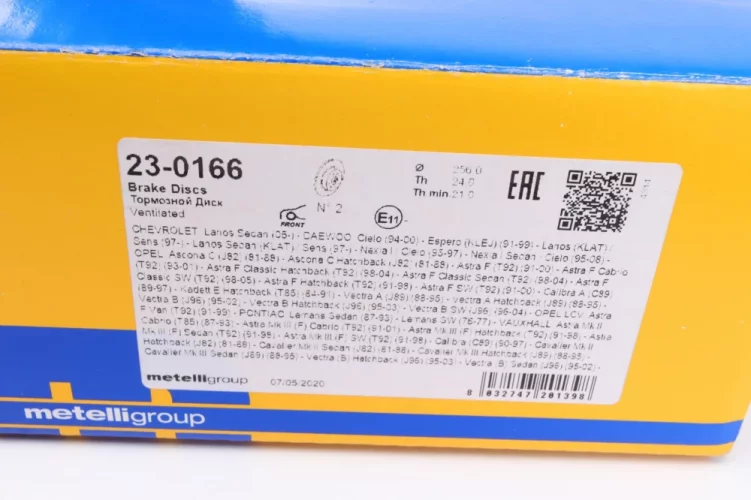 23-0166
Brake Discs
Тормозной Диск
Ventilated
FRONT
N° 2
Ø 256.0
Th 24.0
Th min. 21.0
E11
EAC
CHEVROLET Lanos Sedan (05-) - DAEWOO Cielo (94-00) - Espero (KLEJ) (91-99) - Lanos (KLAT) /
Sens (97-) - Lanos Sedan (KLAT) / Sens (97-) - Nexia I Cielo (95-97) - Nexia I Sedan Cielo (95-08) -
OPEL Ascona C (J82) (81-89) - Ascona C Hatchback (J82) (81-89) - Astra F (T92) (91-00) - Astra F Cabrio
(T92) (93-01) - Astra F Classic Hatchback (T92) (98-04) - Astra F Classic Sedan (T92) (98-04) - Astra F
Classic SW (T92) (98-05) - Astra F Hatchback (T92) (91-98) - Astra F SW (T92) (91-00) - Calibra A (C89)
(89-97) - Kadett E Hatchback (T85) (84-91) - Vectra A (J89) (88-95) - Vectra A Hatchback (J89) (88-95) -
Vectra B (J96) (95-02) - Vectra B Hatchback (J96) (95-03) - Vectra B SW (J96) (96-04) - OPEL LCV Astra
F Van (T92) (91-99) - PONTIAC Lemans Sedan (87-93) - Lemans SW (76-77) - VAUXHALL Astra Mk II
Cabrio (T85) (87-93) - Astra Mk III (F) Cabrio (T92) (91-01) - Astra Mk III (F) Hatchback (T92) (91-98) - Astra
Mk III (F) Sedan (T92) (91-98) - Astra Mk III (F) SW (T92) (91-98) - Calibra (C89) (90-97) - Cavalier Mk II
Hatchback (J82) (81-88) - Cavalier Mk II Sedan (J82) (81-88) - Cavalier Mk III Hatchback (J89) (88-95) -
Cavalier Mk III Sedan (J89) (88-95) - Vectra (B) Hatchback (J96) (95-03) - Vectra (B) Sedan (J96) (95-02) -
metelligroup
07.05.2020
8 032747 201398
metelligroup